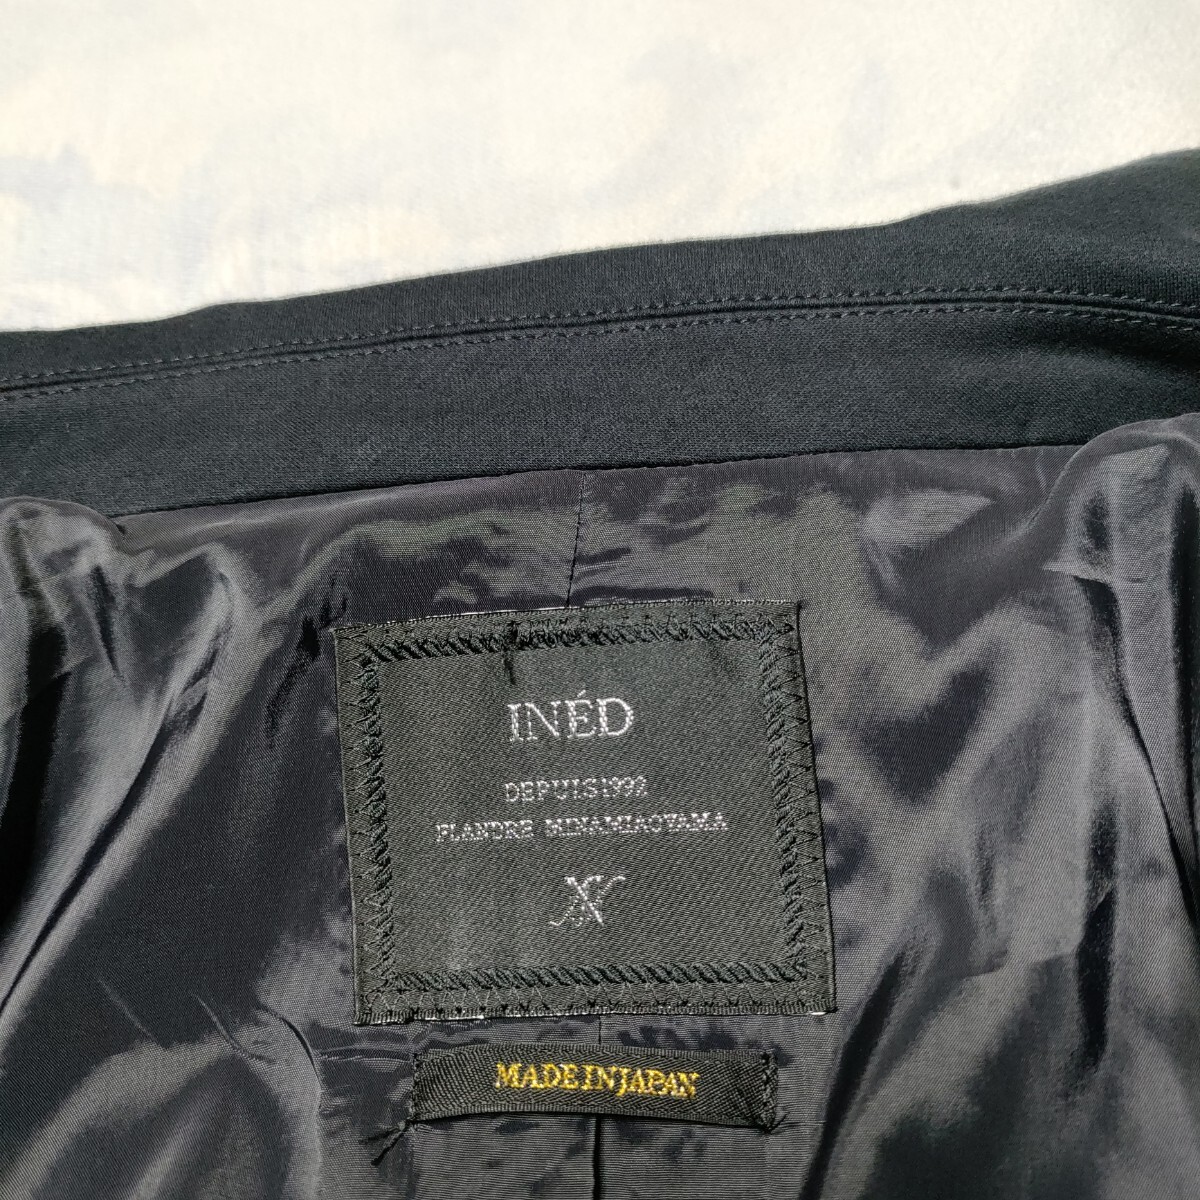 INÉD
DEPUIS1992
FLANDRE MINAMIAOYAMA
MADE IN JAPAN